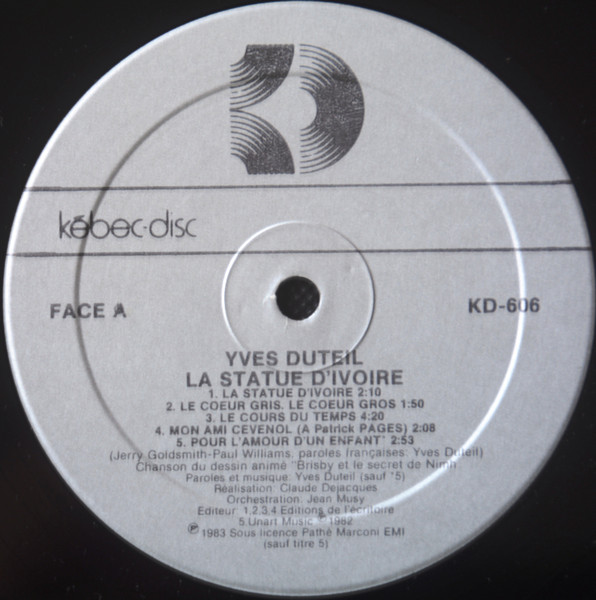 kébec-disc
FACE A
KD-606
YVES DUTEIL
LA STATUE D'IVOIRE
1. LA STATUE D'IVOIRE 2:10
2. LE COEUR GRIS. LE COEUR GROS 1:50
3. LE COURS DU TEMPS 4:20
4. MON AMI CEVENOL (A Patrick PAGES) 2:08
5. POUR L'AMOUR D'UN ENFANT* 2:53
(Jerry Goldsmith-Paul Williams, paroles françaises: Yves Duteil)
Chanson du dessin animé "Brisby et le secret de Nimh.
Paroles et musique: Yves Duteil (sauf *5)
Réalisation: Claude Dejacques
Orchestration: Jean Musy
Editeur: 1.2.3.4 Editions de l'écritoire
5. Unart Music 1982
℗ 1983 Sous licence Pathé Marconi EMI
(sauf titre 5)